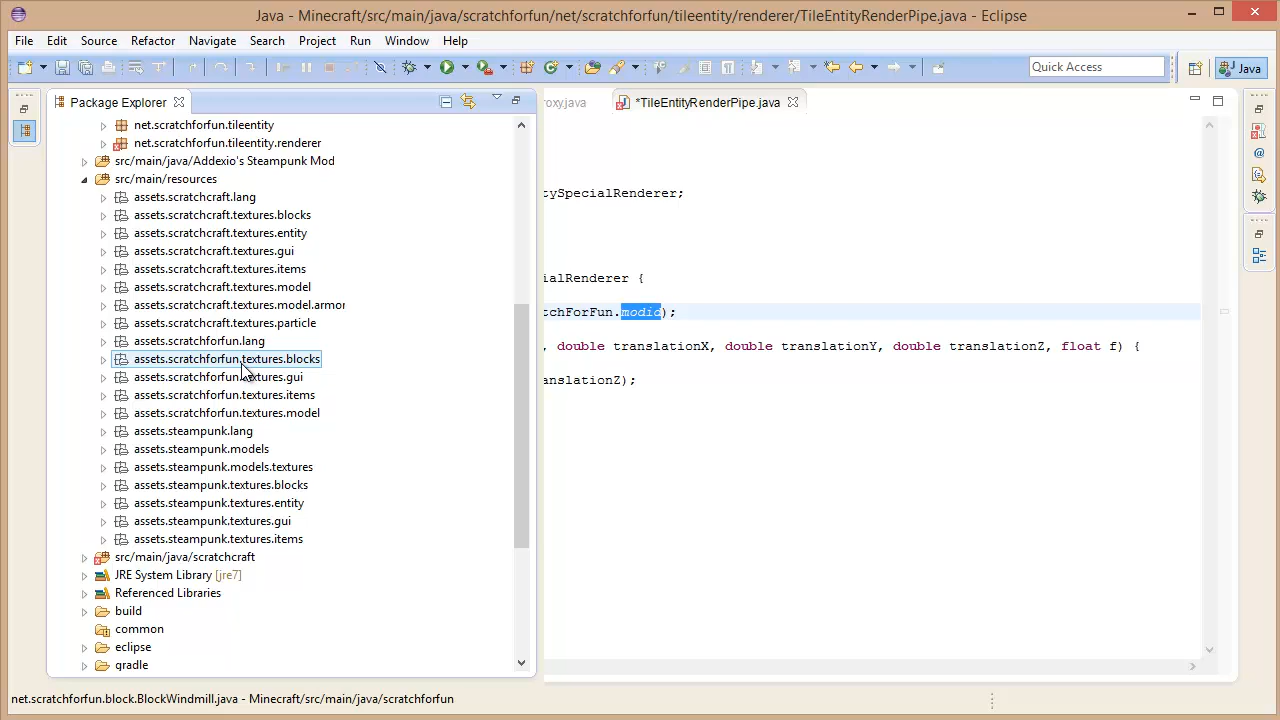 Java - Minecraft/src/main/java/scratchforfun/net/scratchforfun/tileentity/renderer/TileEntityRenderPipe.java - Eclipse
File Edit Source Refactor Navigate Search Project Run Window Help
Quick Access
Java
Package Explorer
oxy.java
*TileEntityRenderPipe.java
net.scratchforfun.tileentity
net.scratchforfun.tileentity.renderer
src/main/java/Addexio's Steampunk Mod
src/main/resources
assets.scratchcraft.lang
assets.scratchcraft.textures.blocks
assets.scratchcraft.textures.entity
assets.scratchcraft.textures.gui
assets.scratchcraft.textures.items
assets.scratchcraft.textures.model
assets.scratchcraft.textures.model.armor
assets.scratchcraft.textures.particle
assets.scratchforfun.lang
assets.scratchforfun.textures.blocks
assets.scratchforfun.textures.gui
assets.scratchforfun.textures.items
assets.scratchforfun.textures.model
assets.steampunk.lang
assets.steampunk.models
assets.steampunk.models.textures
assets.steampunk.textures.blocks
assets.steampunk.textures.entity
assets.steampunk.textures.gui
assets.steampunk.textures.items
src/main/java/scratchcraft
JRE System Library [jre7]
Referenced Libraries
build
common
eclipse
gradle
tySpecialRenderer;
ialRenderer {
tchForFun.modid);
, double translationX, double translationY, double translationZ, float f) {
anslationZ);
net.scratchforfun.block.BlockWindmill.java - Minecraft/src/main/java/scratchforfun